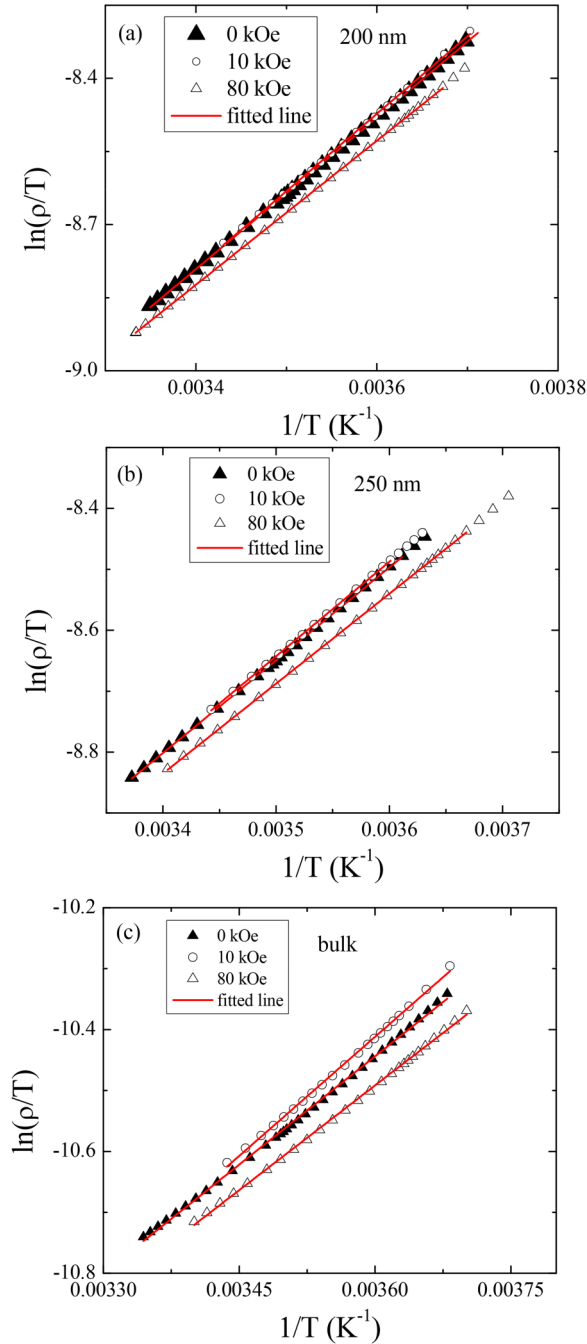 (a)
0 kOe
10 kOe
80 kOe
fitted line
200 nm
-8.4
-8.7
-9.0
ln(ρ/T)
0.0034 0.0036 0.0038
1/T (K⁻¹)
(b)
0 kOe
10 kOe
80 kOe
fitted line
250 nm
-8.4
-8.6
-8.8
ln(ρ/T)
0.0034 0.0035 0.0036 0.0037
1/T (K⁻¹)
-10.2
(c)
0 kOe
10 kOe
80 kOe
fitted line
bulk
-10.4
-10.6
-10.8
ln(ρ/T)
0.00330 0.00345 0.00360 0.00375
1/T (K⁻¹)